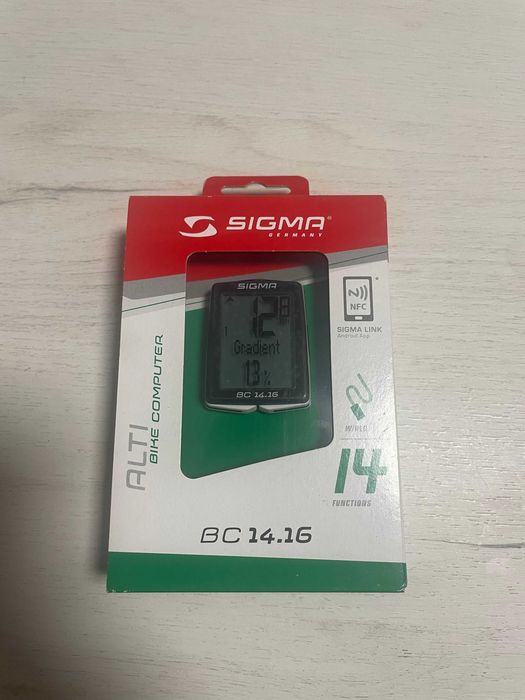 SIGMA®
GERMANY
SIGMA
12
Gradient
13%
BC 14.16
NFC
SIGMA LINK
Android App
ALTI
BIKE COMPUTER
WIRED
14
FUNCTIONS
BC 14.16